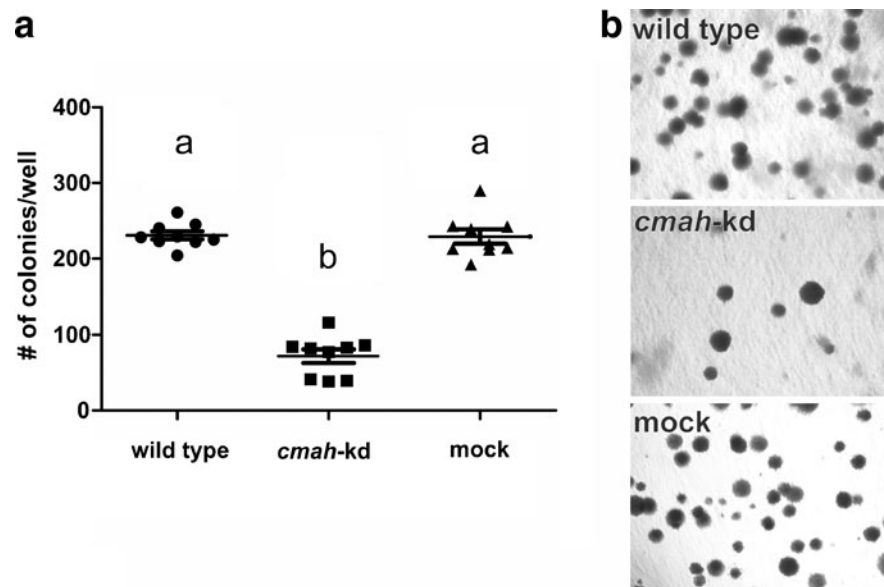 a
# of colonies/well
400
300
200
100
0
a
b
a
wild type
cmah-kd
mock
b
wild type
cmah-kd
mock